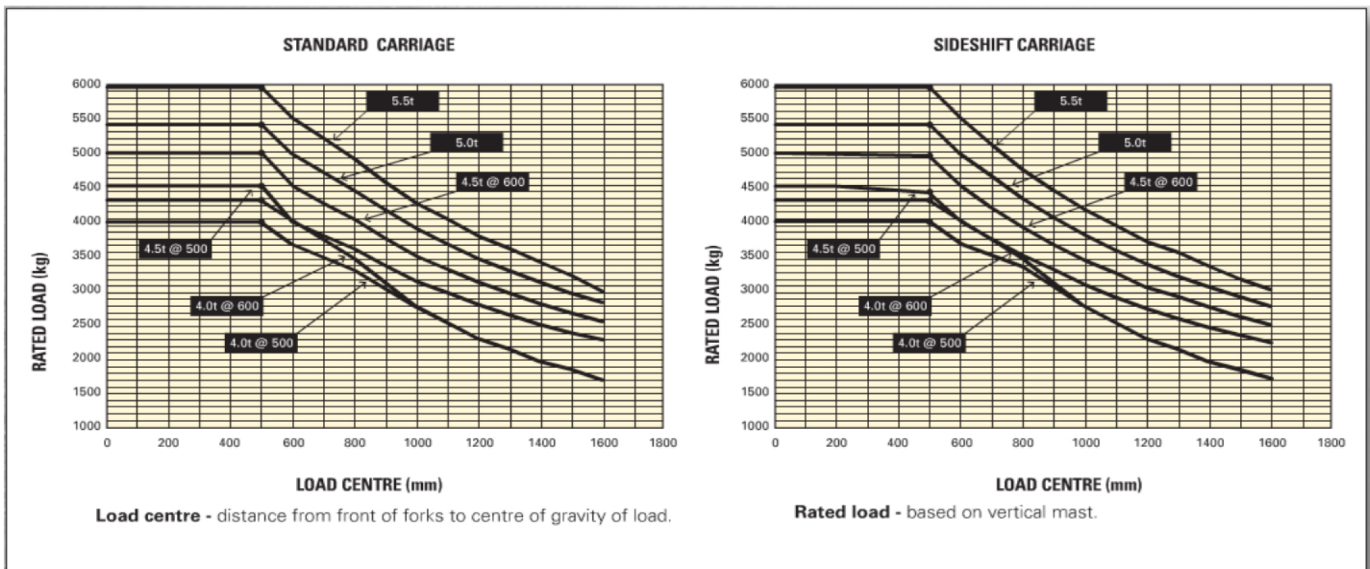 STANDARD CARRIAGE
RATED LOAD (kg)
6000
5500
5000
4500
4000
3500
3000
2500
2000
1500
1000
5.5t
5.0t
4.5t @ 600
4.5t @ 500
4.0t @ 600
4.0t @ 500
0 200 400 600 800 1000 1200 1400 1600 1800
LOAD CENTRE (mm)
Load centre - distance from front of forks to centre of gravity of load.
SIDESHIFT CARRIAGE
RATED LOAD (kg)
6000
5500
5000
4500
4000
3500
3000
2500
2000
1500
1000
5.5t
5.0t
4.5t @ 600
4.5t @ 500
4.0t @ 600
4.0t @ 500
0 200 400 600 800 1000 1200 1400 1600 1800
LOAD CENTRE (mm)
Rated load - based on vertical mast.